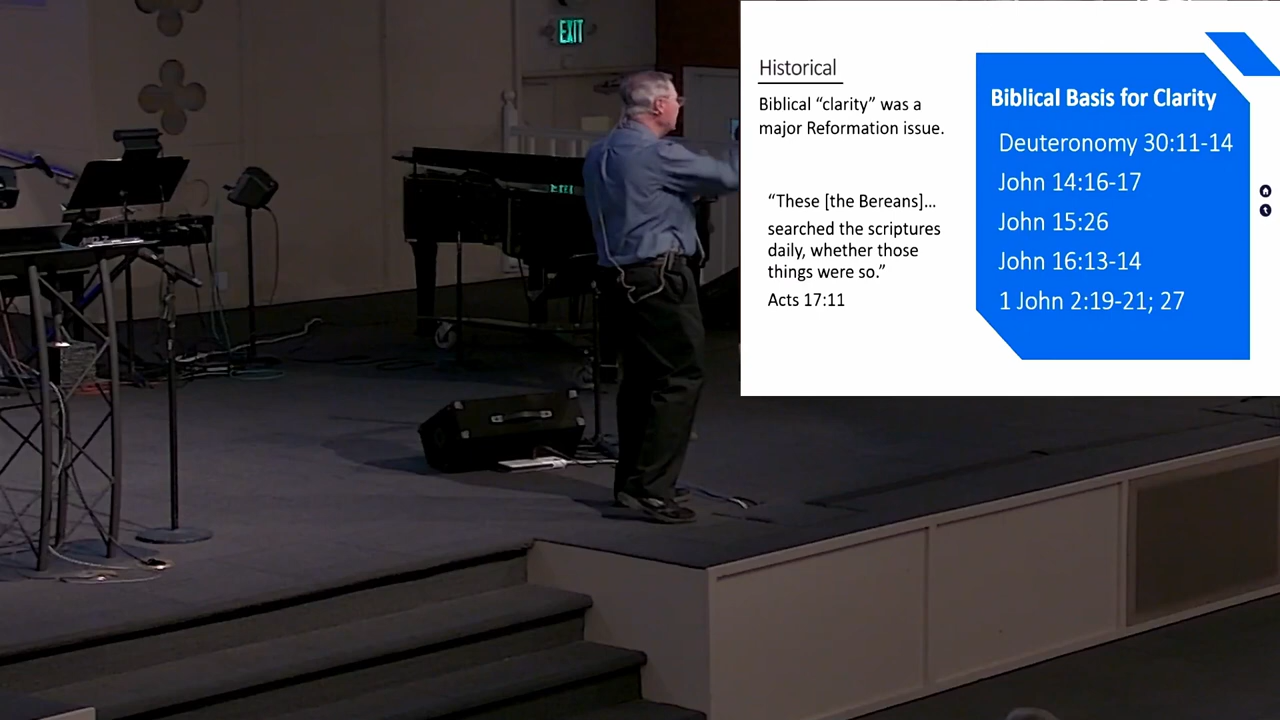 EXIT
Historical
Biblical “clarity” was a
major Reformation issue.
“These [the Bereans]...
searched the scriptures
daily, whether those
things were so.”
Acts 17:11
Biblical Basis for Clarity
Deuteronomy 30:11-14
John 14:16-17
John 15:26
John 16:13-14
1 John 2:19-21; 27